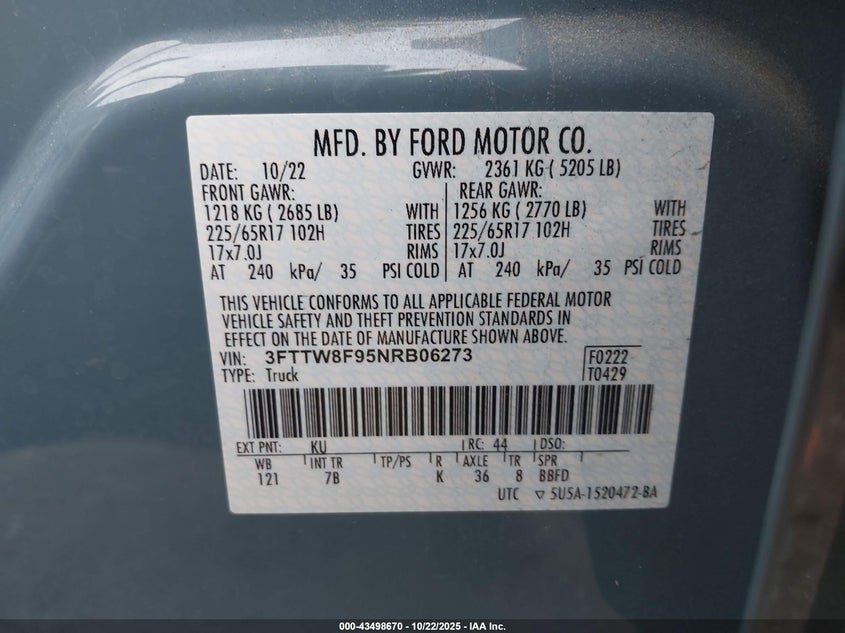 MFD. BY FORD MOTOR CO.
DATE: 10/22 GVWR: 2361 KG ( 5205 LB)
FRONT GAWR: REAR GAWR:
1218 KG ( 2685 LB) WITH 1256 KG ( 2770 LB) WITH
225/65R17 102H TIRES 225/65R17 102H TIRES
17x7.0J RIMS 17x7.0J RIMS
AT 240 kPa/ 35 PSI COLD AT 240 kPa/ 35 PSI COLD
THIS VEHICLE CONFORMS TO ALL APPLICABLE FEDERAL MOTOR
VEHICLE SAFETY AND THEFT PREVENTION STANDARDS IN
EFFECT ON THE DATE OF MANUFACTURE SHOWN ABOVE.
VIN: 3FTTW8F95NRB06273 F0222
TYPE: Truck T0429
EXT PNT: KU RC: 44 DSO:
WB INT TR TP/PS R AXLE TR SPR
121 7B K 36 8 BBFD
UTC ▽ 5U5A-1520472-BA
000-43498670 - 10/22/2025 - IAA Inc.